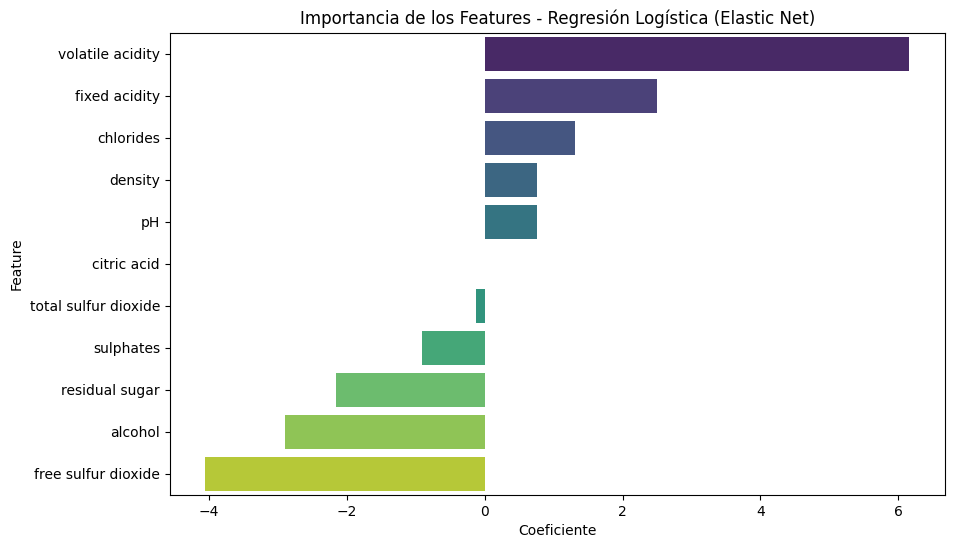 Importancia de los Features - Regresión Logística (Elastic Net)
volatile acidity
fixed acidity
chlorides
density
pH
citric acid
total sulfur dioxide
sulphates
residual sugar
alcohol
free sulfur dioxide
Feature
−4 −2 0 2 4 6
Coeficiente